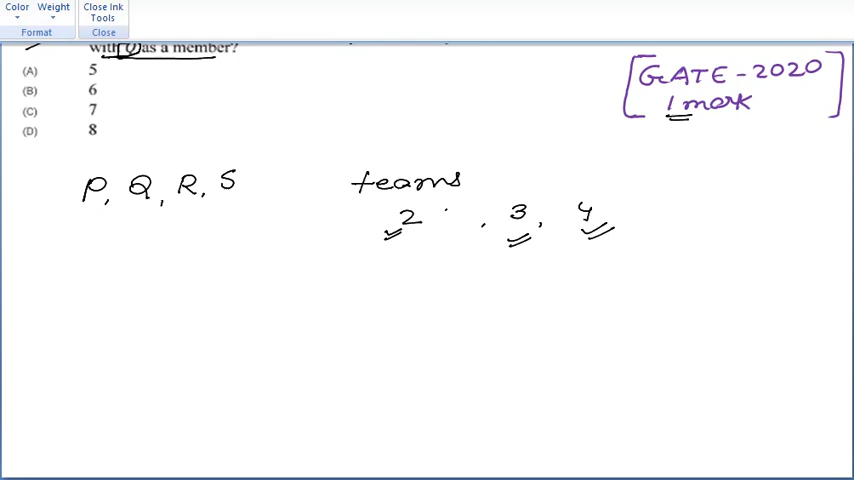 Color Weight Close Ink Tools
Format Close
with Q as a member?
(A) 5
(B) 6
(C) 7
(D) 8
GATE - 2020
1 mark
P, Q, R, S teams
2 , 3, 4